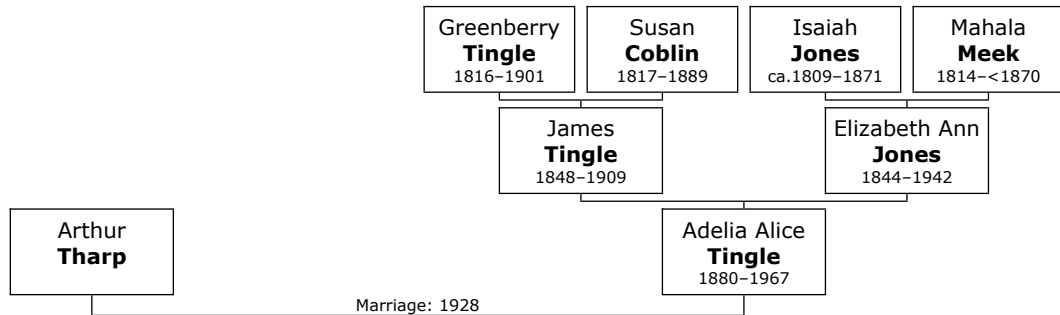 Greenberry
Tingle
1816–1901
Susan
Coblin
1817–1889
Isaiah
Jones
ca.1809–1871
Mahala
Meek
1814–<1870
James
Tingle
1848–1909
Elizabeth Ann
Jones
1844–1942
Arthur
Tharp
Adelia Alice
Tingle
1880–1967
Marriage: 1928